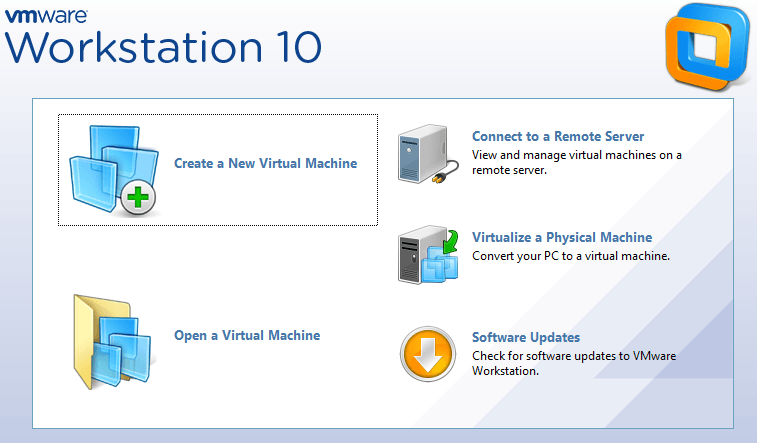 vmware
Workstation 10
Create a New Virtual Machine
Open a Virtual Machine
Connect to a Remote Server
View and manage virtual machines on a
remote server.
Virtualize a Physical Machine
Convert your PC to a virtual machine.
Software Updates
Check for software updates to VMware
Workstation.